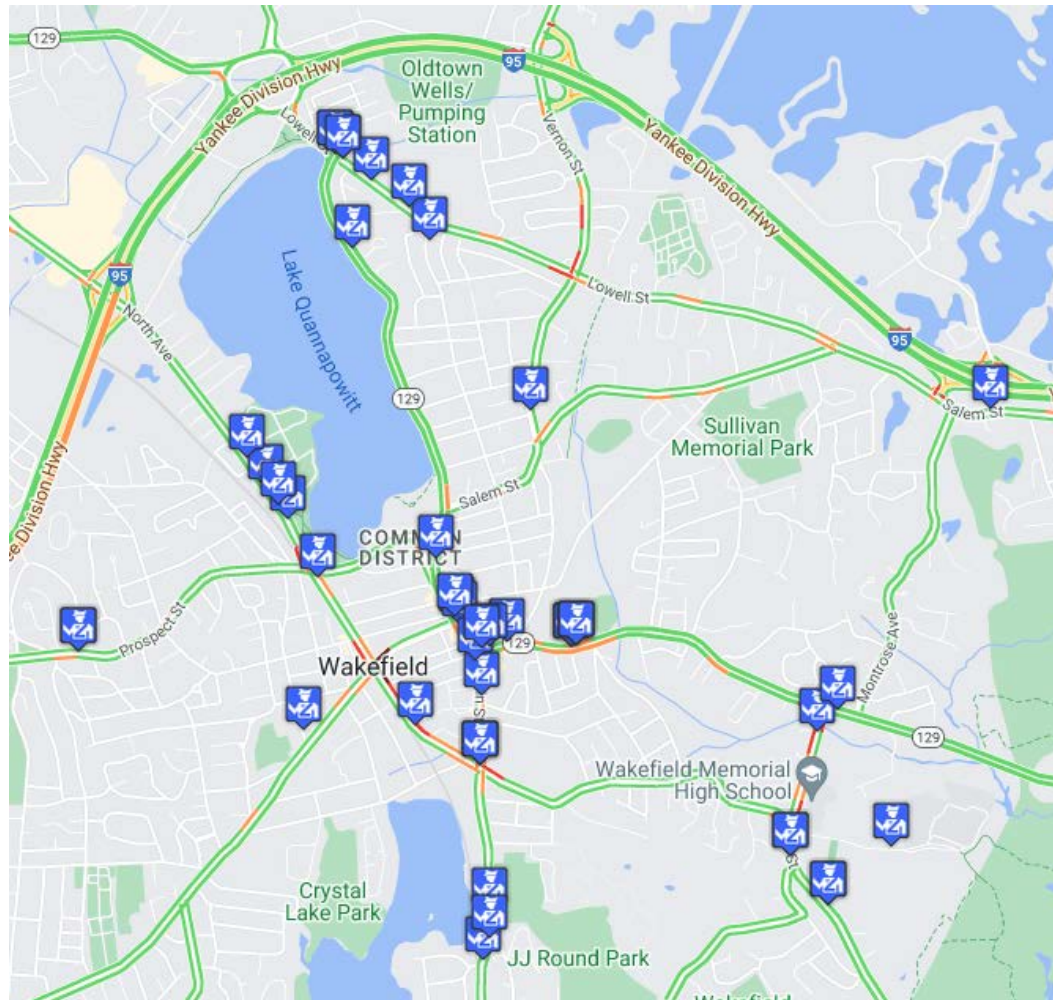 129
95
Yankee Division Hwy
Oldtown
Wells/
Pumping
Station
Lowell
Vernon St
Yankee Division Hwy
95
North Ave
Lake Quannapowitt
Lowell St
95
129
Salem St
Sullivan
Memorial Park
Salem St
Division Hwy
COMMON
DISTRICT
Prospect St
129
Wakefield
Montrose Ave
129
Wakefield Memorial
High School
St
Crystal
Lake Park
JJ Round Park
Wakefield